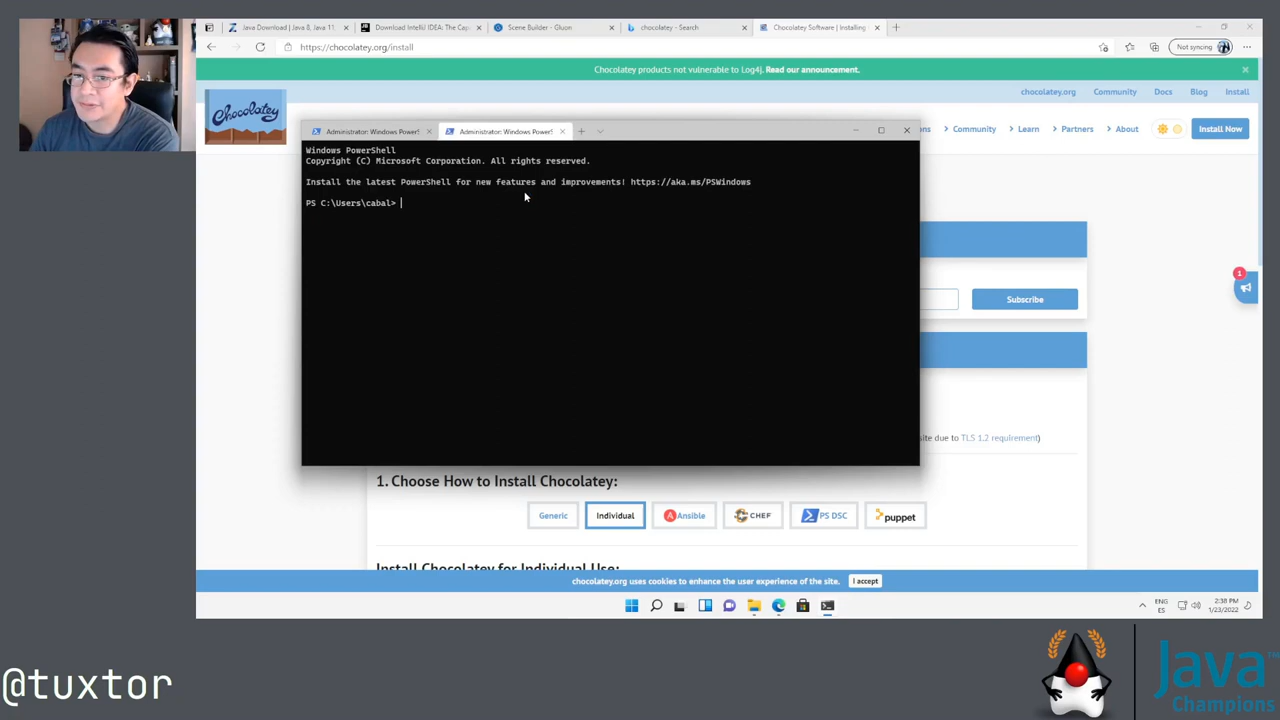 Java Download | Java 8, Java 11
Download IntelliJ IDEA: The Cap
Scene Builder - Gluon
chocolatey - Search
Chocolatey Software | Installing
https://chocolatey.org/install
Not syncing
Chocolatey products not vulnerable to Log4j. Read our announcement.
chocolatey.org
Community
Docs
Blog
Install
Chocolatey
Community
Learn
Partners
About
Install Now
Administrator: Windows PowerS
Administrator: Windows PowerS
Windows PowerShell
Copyright (C) Microsoft Corporation. All rights reserved.
Install the latest PowerShell for new features and improvements! https://aka.ms/PSWindows
PS C:\Users\cabal>
1
Subscribe
site due to TLS 1.2 requirement)
1. Choose How to Install Chocolatey:
Generic
Individual
Ansible
CHEF
PS DSC
puppet
Install Chocolatey for Individual Use:
chocolatey.org uses cookies to enhance the user experience of the site.
I accept
ENG
ES
2:38 PM
1/23/2022
@tuxtor
Java
Champions